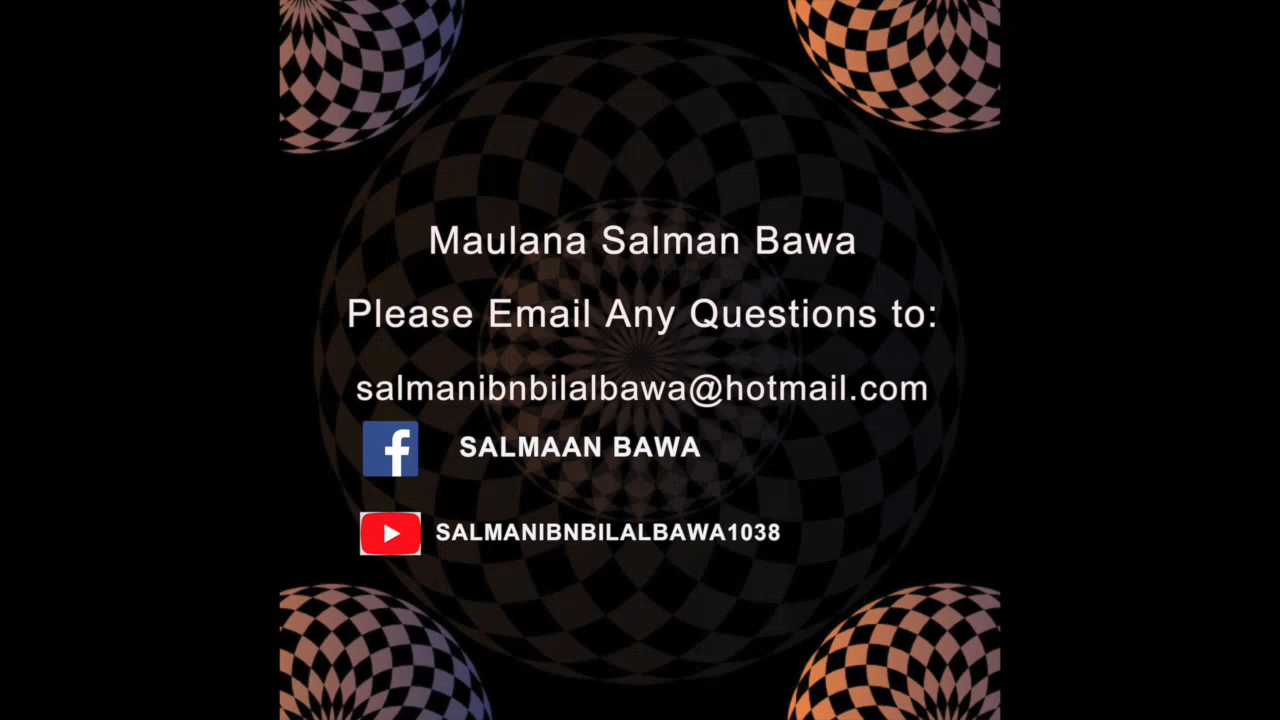 Maulana Salman Bawa
Please Email Any Questions to:
salmanibnbilalbawa@hotmail.com
SALMAAN BAWA
SALMANIBNBILALBAWA1038